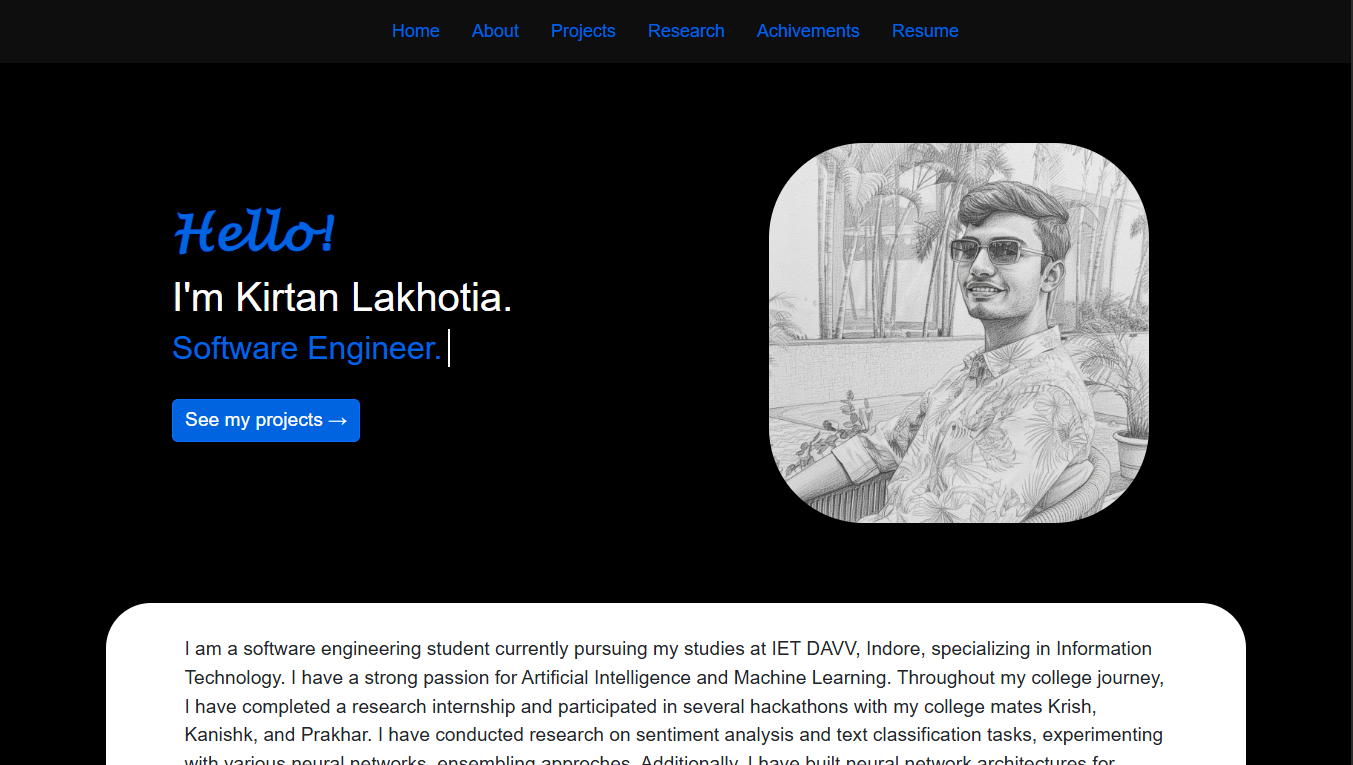 Home About Projects Research Achivements Resume
Hello!
I'm Kirtan Lakhotia.
Software Engineer.
See my projects →
I am a software engineering student currently pursuing my studies at IET DAVV, Indore, specializing in Information
Technology. I have a strong passion for Artificial Intelligence and Machine Learning. Throughout my college journey,
I have completed a research internship and participated in several hackathons with my college mates Krish,
Kanishk, and Prakhar. I have conducted research on sentiment analysis and text classification tasks, experimenting
with various neural networks, ensembling approches. Additionally, I have built neural network architectures for